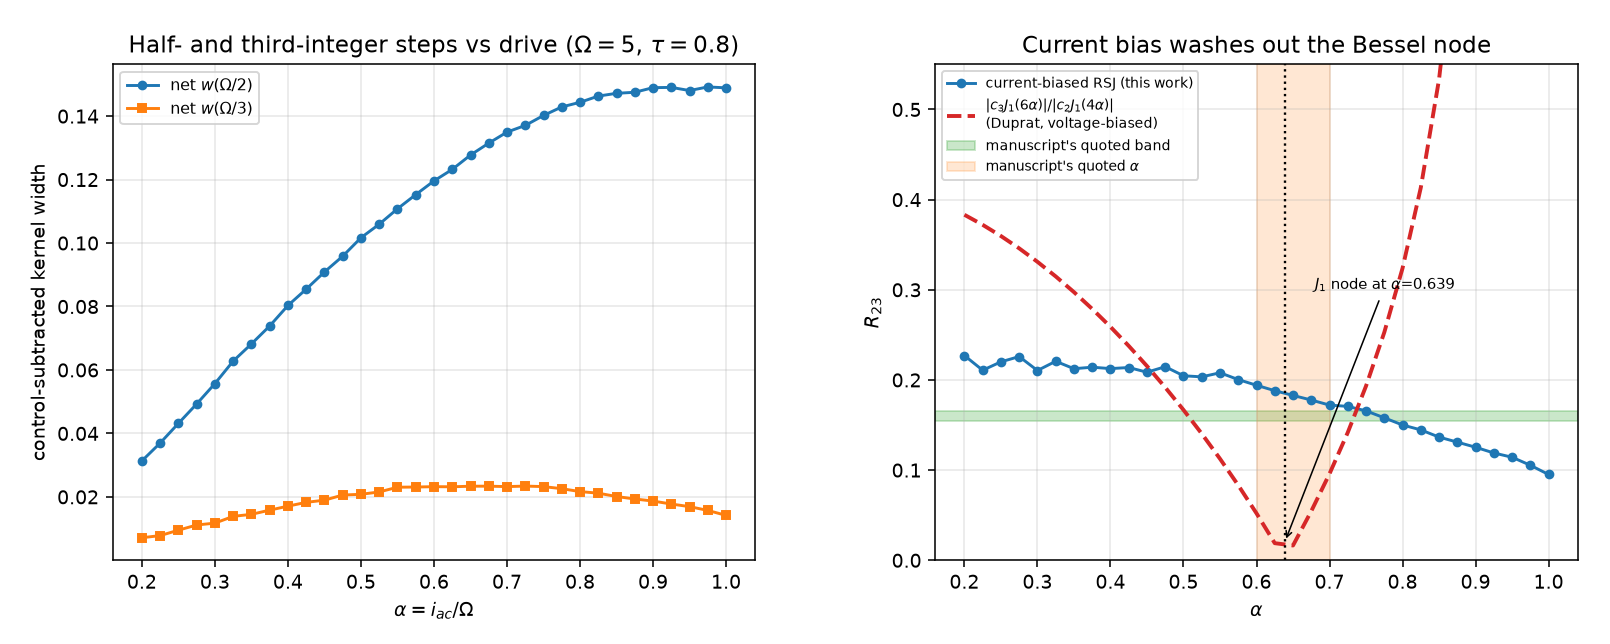 Half- and third-integer steps vs drive (Ω = 5, τ = 0.8)
net w(Ω/2)
net w(Ω/3)
control-subtracted kernel width
0.14
0.12
0.10
0.08
0.06
0.04
0.02
0.2 0.3 0.4 0.5 0.6 0.7 0.8 0.9 1.0
α = i_ac/Ω
Current bias washes out the Bessel node
current-biased RSJ (this work)
|c₃J₁(6α)|/|c₂J₁(4α)|
(Duprat, voltage-biased)
manuscript's quoted band
manuscript's quoted α
J₁ node at α=0.639
R₂₃
0.5
0.4
0.3
0.2
0.1
0.0
0.2 0.3 0.4 0.5 0.6 0.7 0.8 0.9 1.0
α